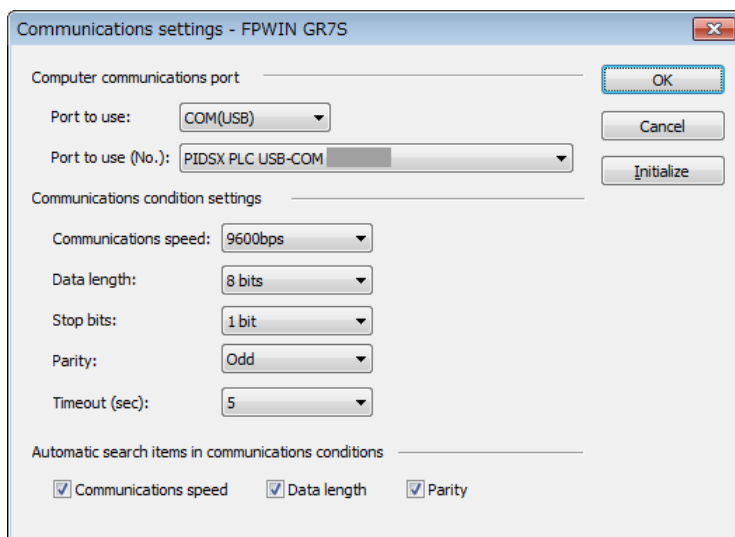 Communications settings - FPWIN GR7S
Computer communications port
OK
Port to use: COM(USB)
Cancel
Port to use (No.): PIDSX PLC USB-COM
Initialize
Communications condition settings
Communications speed: 9600bps
Data length: 8 bits
Stop bits: 1 bit
Parity: Odd
Timeout (sec): 5
Automatic search items in communications conditions
Communications speed Data length Parity